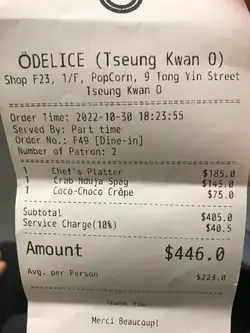 ÖDELICE (Tseung Kwan O)
Shop F23, 1/F, PopCorn, 9 Tong Yin Street
Tseung Kwan O
Order Time: 2022-10-30 18:23:55
Served By: Part time
Order No.: F49 [Dine-in]
Number of Patron: 2
1 Chef's Platter $185.0
1 Crab Nduja Spag $145.0
1 Coco-Choco Crêpe $75.0
Subtotal $405.0
Service Charge(10%) $40.5
Amount $446.0
Avg. per Person $223.0
Thank You
Merci Beaucoup!